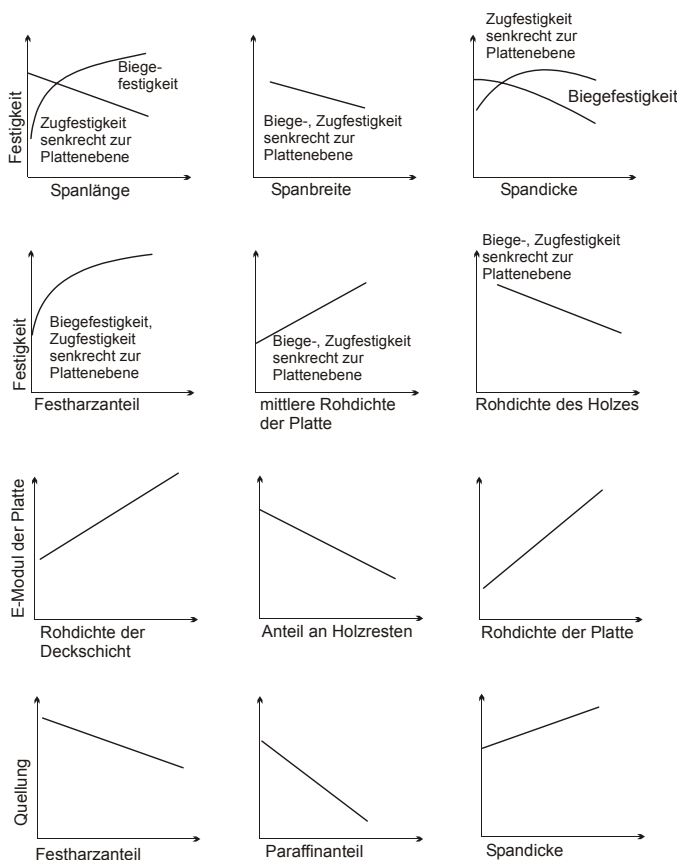 Festigkeit
Biege-
festigkeit
Zugfestigkeit
senkrecht zur
Plattenebene
Spanlänge
Biege-, Zugfestigkeit
senkrecht zur
Plattenebene
Spanbreite
Zugfestigkeit
senkrecht zur
Plattenebene
Biegefestigkeit
Spandicke
Festigkeit
Biegefestigkeit,
Zugfestigkeit
senkrecht zur
Plattenebene
Festharzanteil
Biege-, Zugfestigkeit
senkrecht zur
Plattenebene
mittlere Rohdichte
der Platte
Biege-, Zugfestigkeit
senkrecht zur
Plattenebene
Rohdichte des Holzes
E-Modul der Platte
Rohdichte der
Deckschicht
Anteil an Holzresten
Rohdichte der Platte
Quellung
Festharzanteil
Paraffinanteil
Spandicke